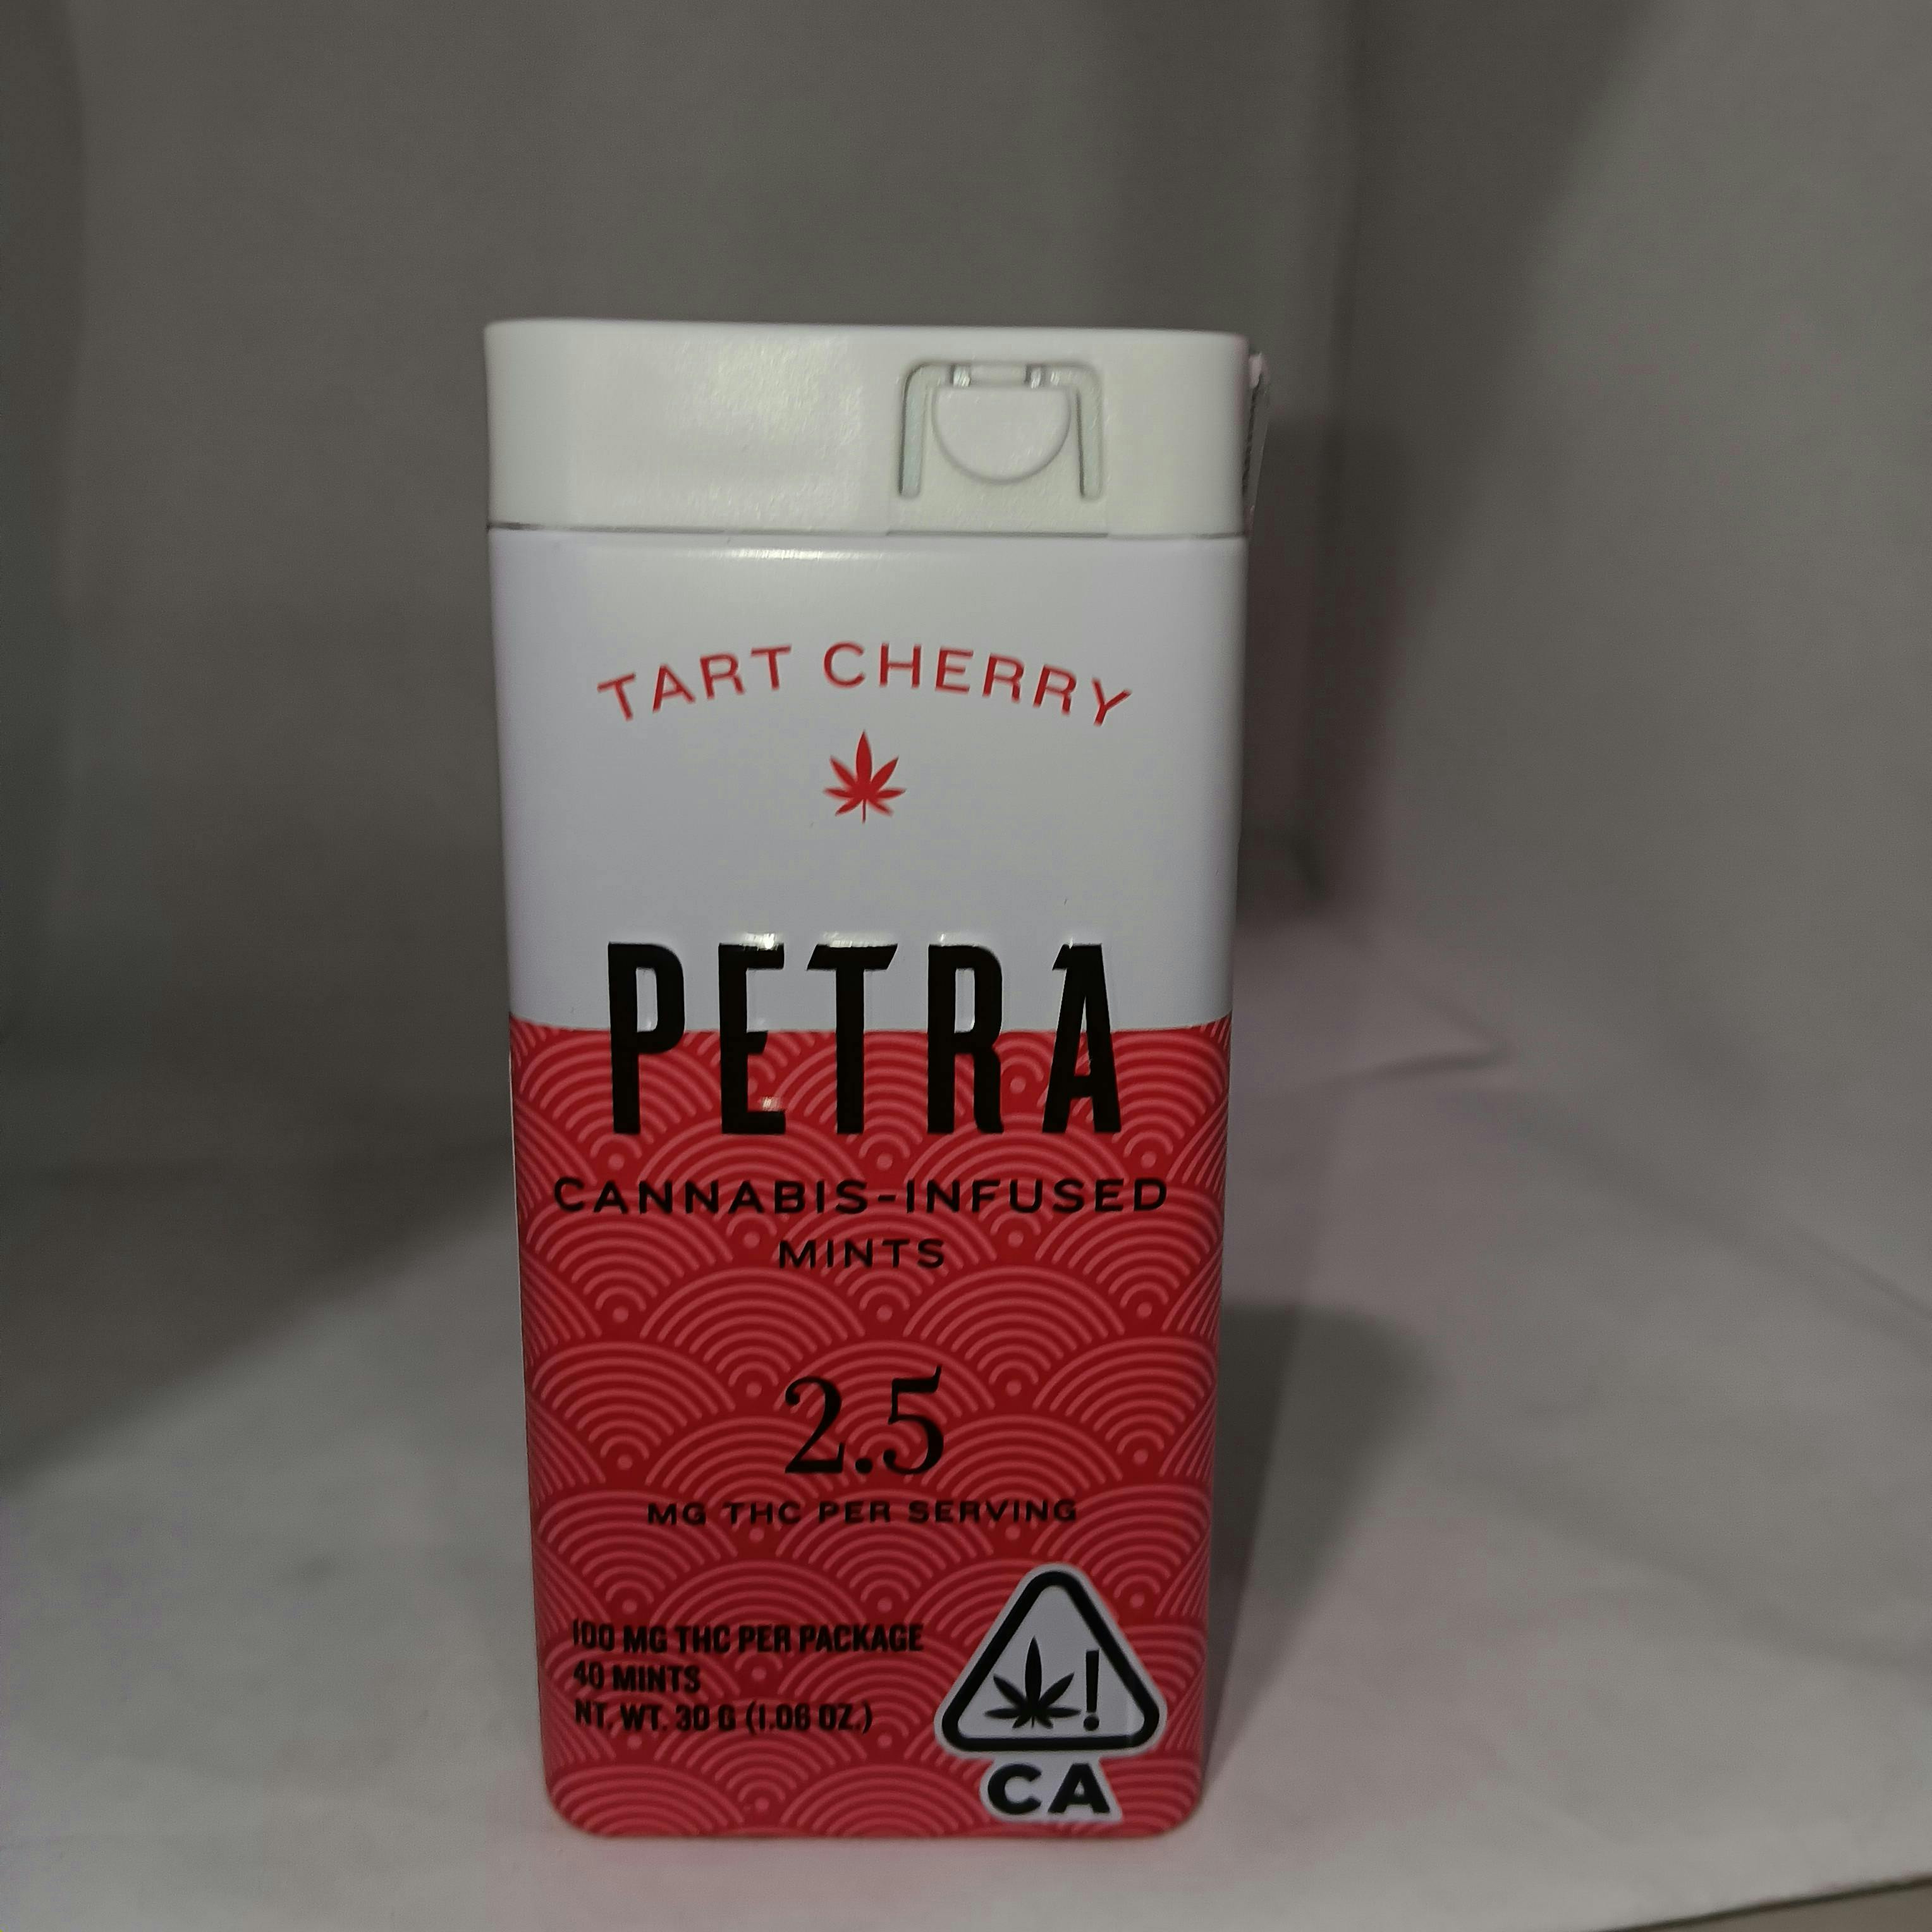 TART CHERRY
PETRA
CANNABIS-INFUSED
MINTS
2.5
MG THC PER SERVING
100 MG THC PER PACKAGE
40 MINTS
NT. WT. 30 G (1.06 OZ.)
!
CA